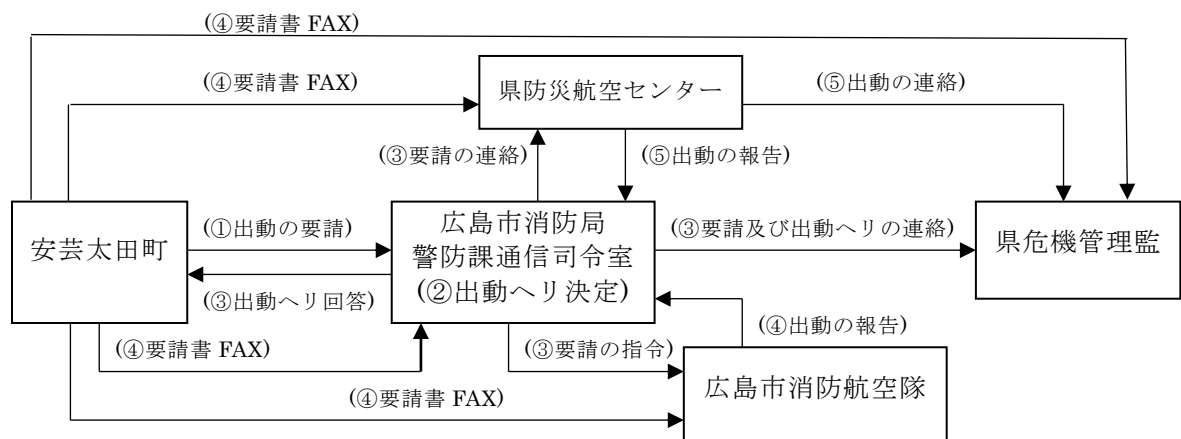 (④要請書 FAX)
(④要請書 FAX)
県防災航空センター
(⑤出動の連絡)
(③要請の連絡)
(⑤出動の報告)
安芸太田町
(①出動の要請)
広島市消防局
警防課通信司令室
(②出動ヘリ決定)
(③要請及び出動ヘリの連絡)
県危機管理監
(③出動ヘリ回答)
(④出動の報告)
(④要請書 FAX)
(③要請の指令)
広島市消防航空隊
(④要請書 FAX)